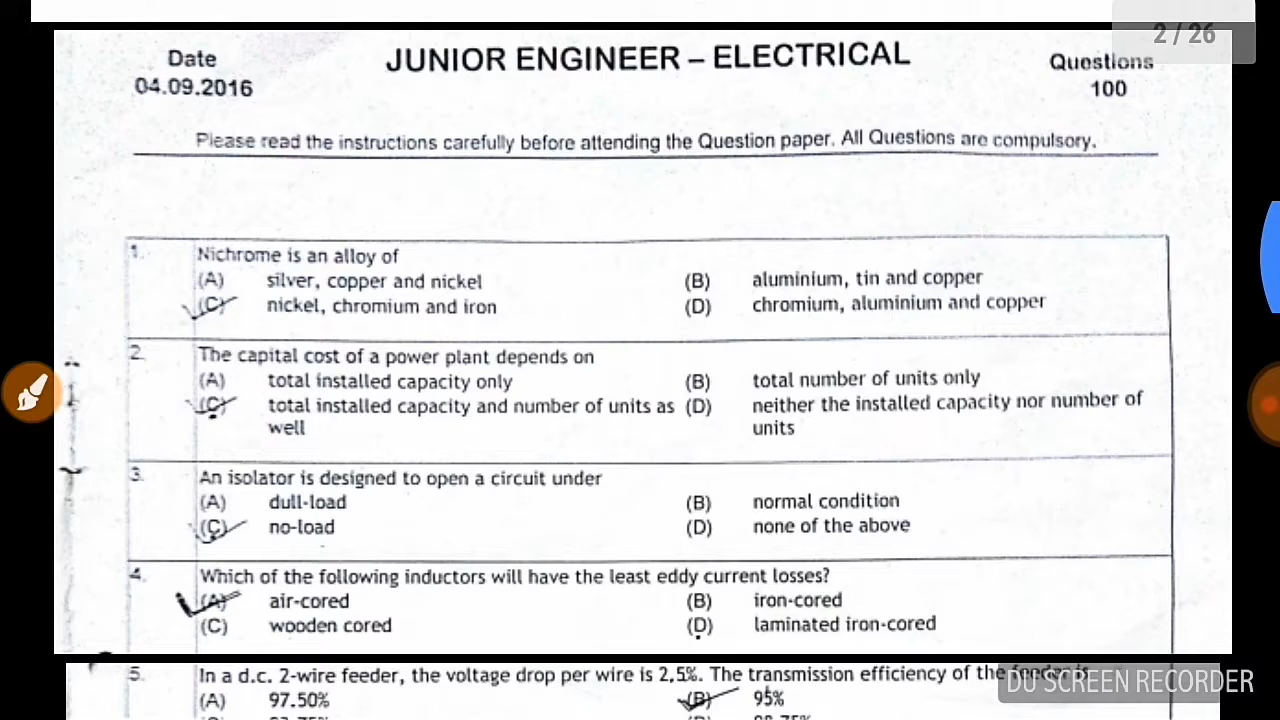 2 / 26
Date
JUNIOR ENGINEER – ELECTRICAL
Questions
04.09.2016
100
Please read the instructions carefully before attending the Question paper. All Questions are compulsory.
1. Nichrome is an alloy of
(A) silver, copper and nickel (B) aluminium, tin and copper
(C) nickel, chromium and iron (D) chromium, aluminium and copper
2. The capital cost of a power plant depends on
(A) total installed capacity only (B) total number of units only
(C) total installed capacity and number of units as (D) neither the installed capacity nor number of
well units
3. An isolator is designed to open a circuit under
(A) dull-load (B) normal condition
(C) no-load (D) none of the above
4. Which of the following inductors will have the least eddy current losses?
(A) air-cored (B) iron-cored
(C) wooden cored (D) laminated iron-cored
5. In a d.c. 2-wire feeder, the voltage drop per wire is 2,5%. The transmission efficiency of the feeder is
(A) 97.50% (B) 95%
DU SCREEN RECORDER